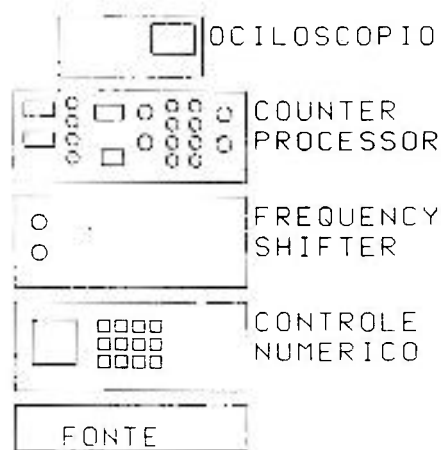 OCILOSCOPIO
COUNTER
PROCESSOR
FREQUENCY
SHIFTER
CONTROLE
NUMERICO
FONTE